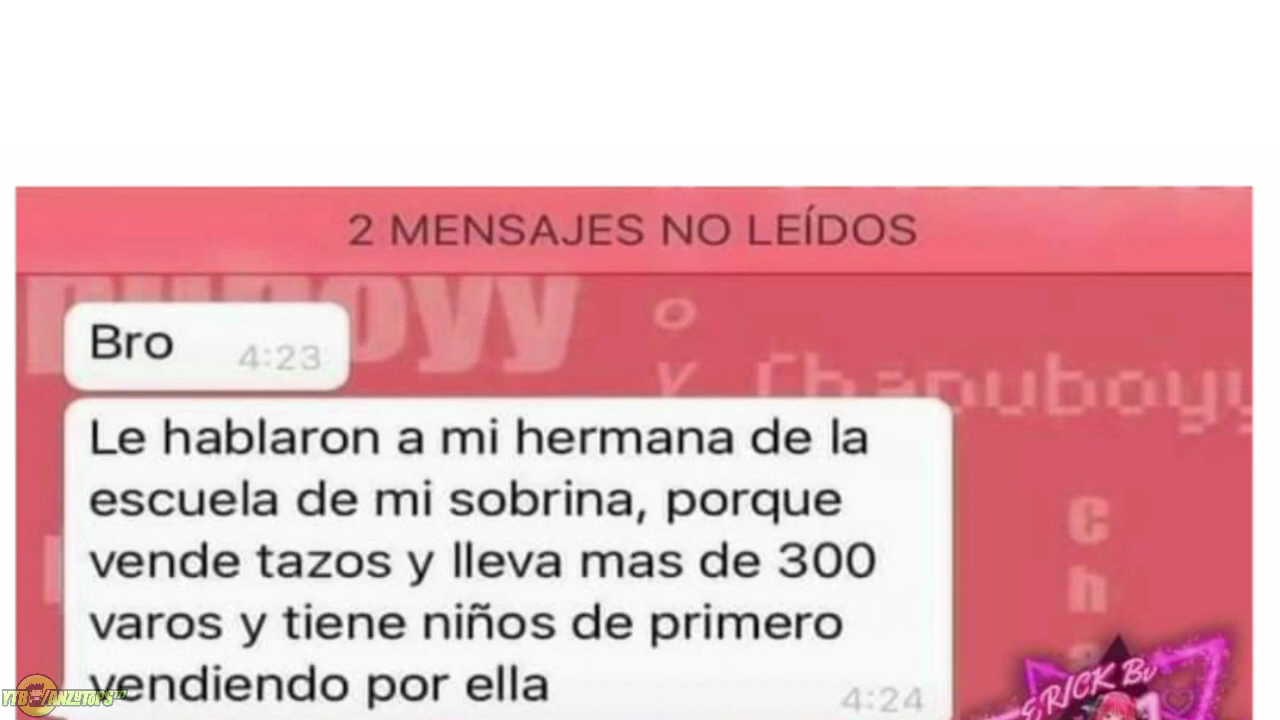 2 MENSAJES NO LEÍDOS
Bro 4:23
Le hablaron a mi hermana de la
escuela de mi sobrina, porque
vende tazos y lleva mas de 300
varos y tiene niños de primero
vendiendo por ella 4:24
ERICK